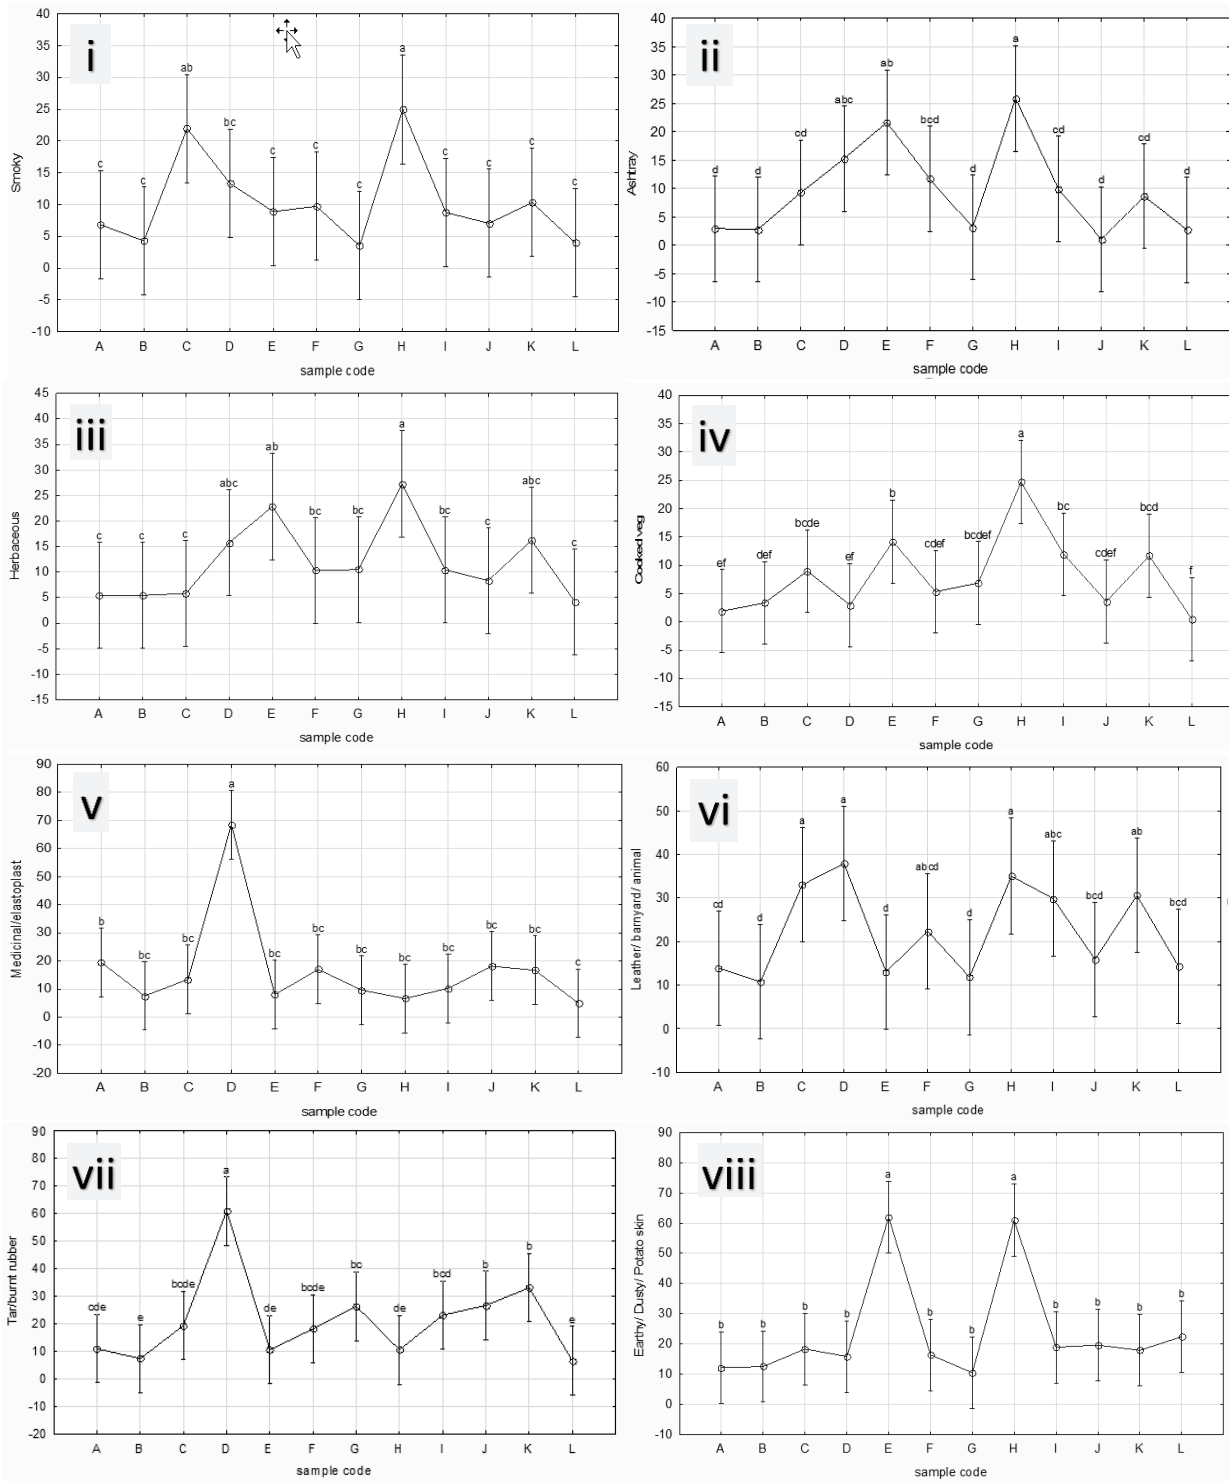 i
40
35
30
25
20
15
10
5
0
-5
-10
Smoky
ab
a
bc
c
c
c
c
c
c
c
c
c
A B C D E F G H I J K L
sample code
ii
40
35
30
25
20
15
10
5
0
-5
-10
-15
Ashtray
d d cd abc ab bcd d a cd d cd d
A B C D E F G H I J K L
sample code
iii
45
40
35
30
25
20
15
10
5
0
-5
-10
-15
Herbaceous
c c c abc ab bc bc a bc c abc c
A B C D E F G H I J K L
sample code
iv
40
35
30
25
20
15
10
5
0
-5
-10
-15
Cooked veg
ef def bcde ef b cdef bcdef a bc cdef bcd f
A B C D E F G H I J K L
sample code
v
90
80
70
60
50
40
30
20
10
0
-10
-20
Medicinal/elastoplast
b bc bc a bc bc bc bc bc bc bc c
A B C D E F G H I J K L
sample code
vi
60
50
40
30
20
10
0
-10
Leather/ barnyard/ animal
cd d a a d abcd d a abc bcd ab bcd
A B C D E F G H I J K L
sample code
vii
90
80
70
60
50
40
30
20
10
0
-10
-20
Tar/burnt rubber
cde e bcde a de bcde bc de bcd b b e
A B C D E F G H I J K L
sample code
viii
90
80
70
60
50
40
30
20
10
0
-10
Earthy/ Dusty/ Potato skin
b b b b a b b a b b b b
A B C D E F G H I J K L
sample code